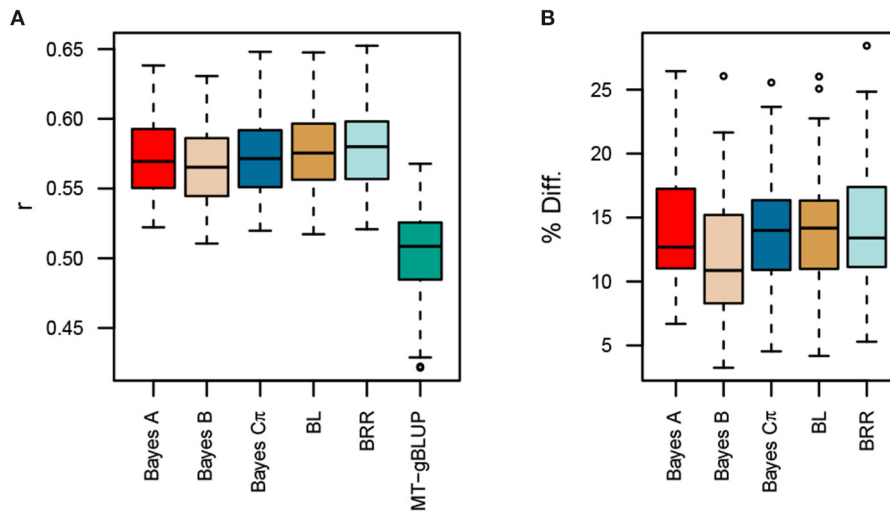 A
r
0.65
0.60
0.55
0.50
0.45
Bayes A
Bayes B
Bayes Cπ
BL
BRR
MT−gBLUP
B
% Diff.
25
20
15
10
5
Bayes A
Bayes B
Bayes Cπ
BL
BRR